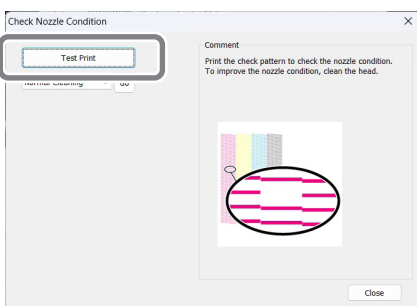 Check Nozzle Condition
Test Print
Normal Cleaning
Go
Comment
Print the check pattern to check the nozzle condition.
To improve the nozzle condition, clean the head.
Close